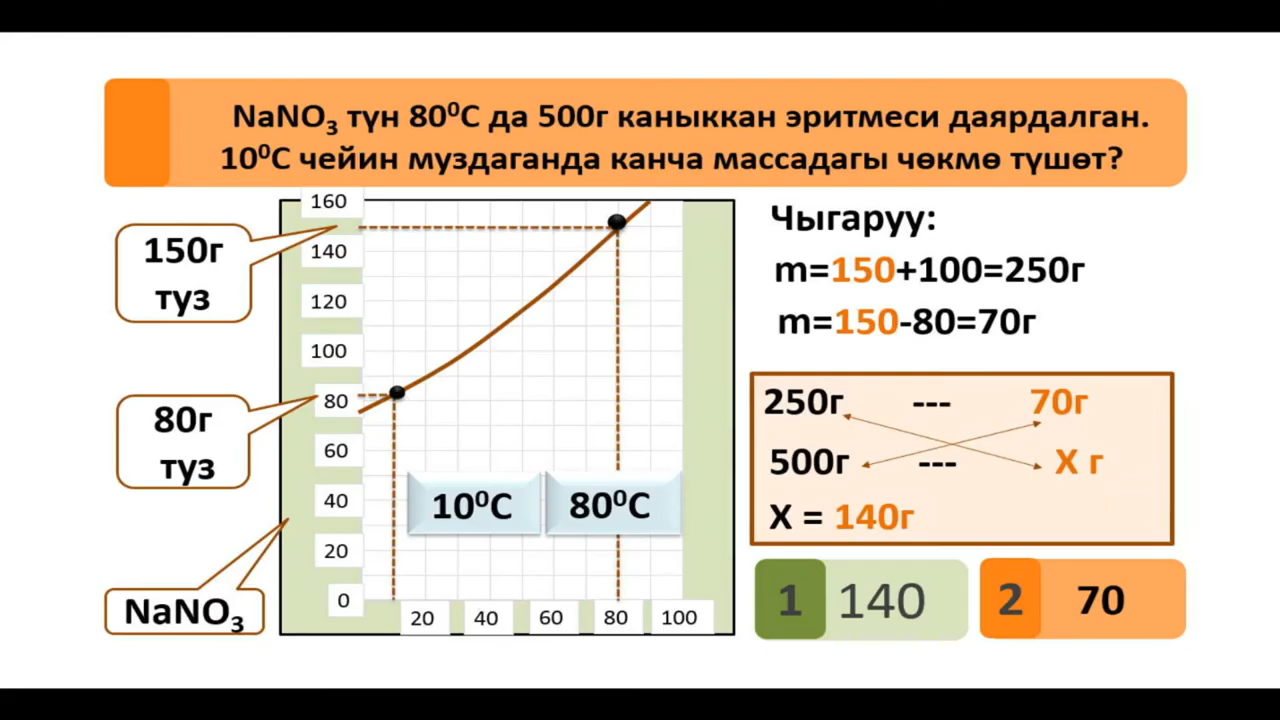 NaNO₃ түн 80⁰C да 500г каныккан эритмеси даярдалган.
10⁰C чейин муздаганда канча массадагы чөкмө түшөт?
150г
туз
80г
туз
NaNO₃
160
140
120
100
80
60
40
20
0
20 40 60 80 100
10⁰C
80⁰C
Чыгаруу:
m=150+100=250г
m=150-80=70г
250г --- 70г
500г --- X г
X = 140г
1 140
2 70